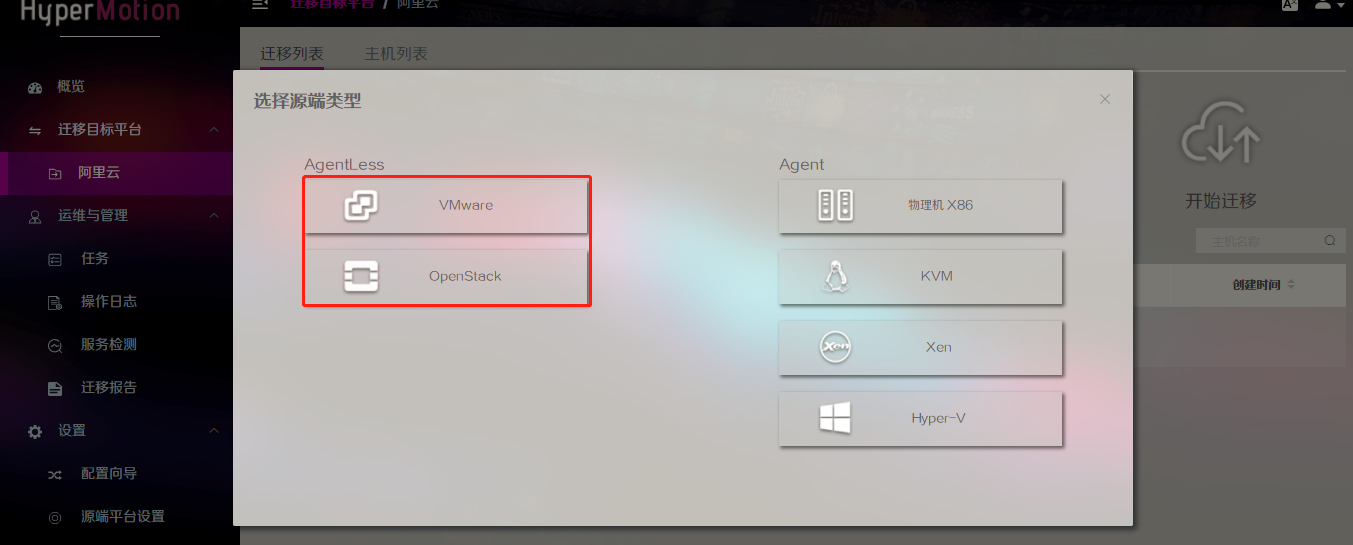 HyperMotion
迁移目标平台 / 阿里云
概览
迁移目标平台
阿里云
运维与管理
任务
操作日志
服务检测
迁移报告
设置
配置向导
源端平台设置
迁移列表 主机列表
选择源端类型
AgentLess
VMware
OpenStack
Agent
物理机 X86
KVM
Xen
Xen
Hyper-V
开始迁移
主机名称
创建时间